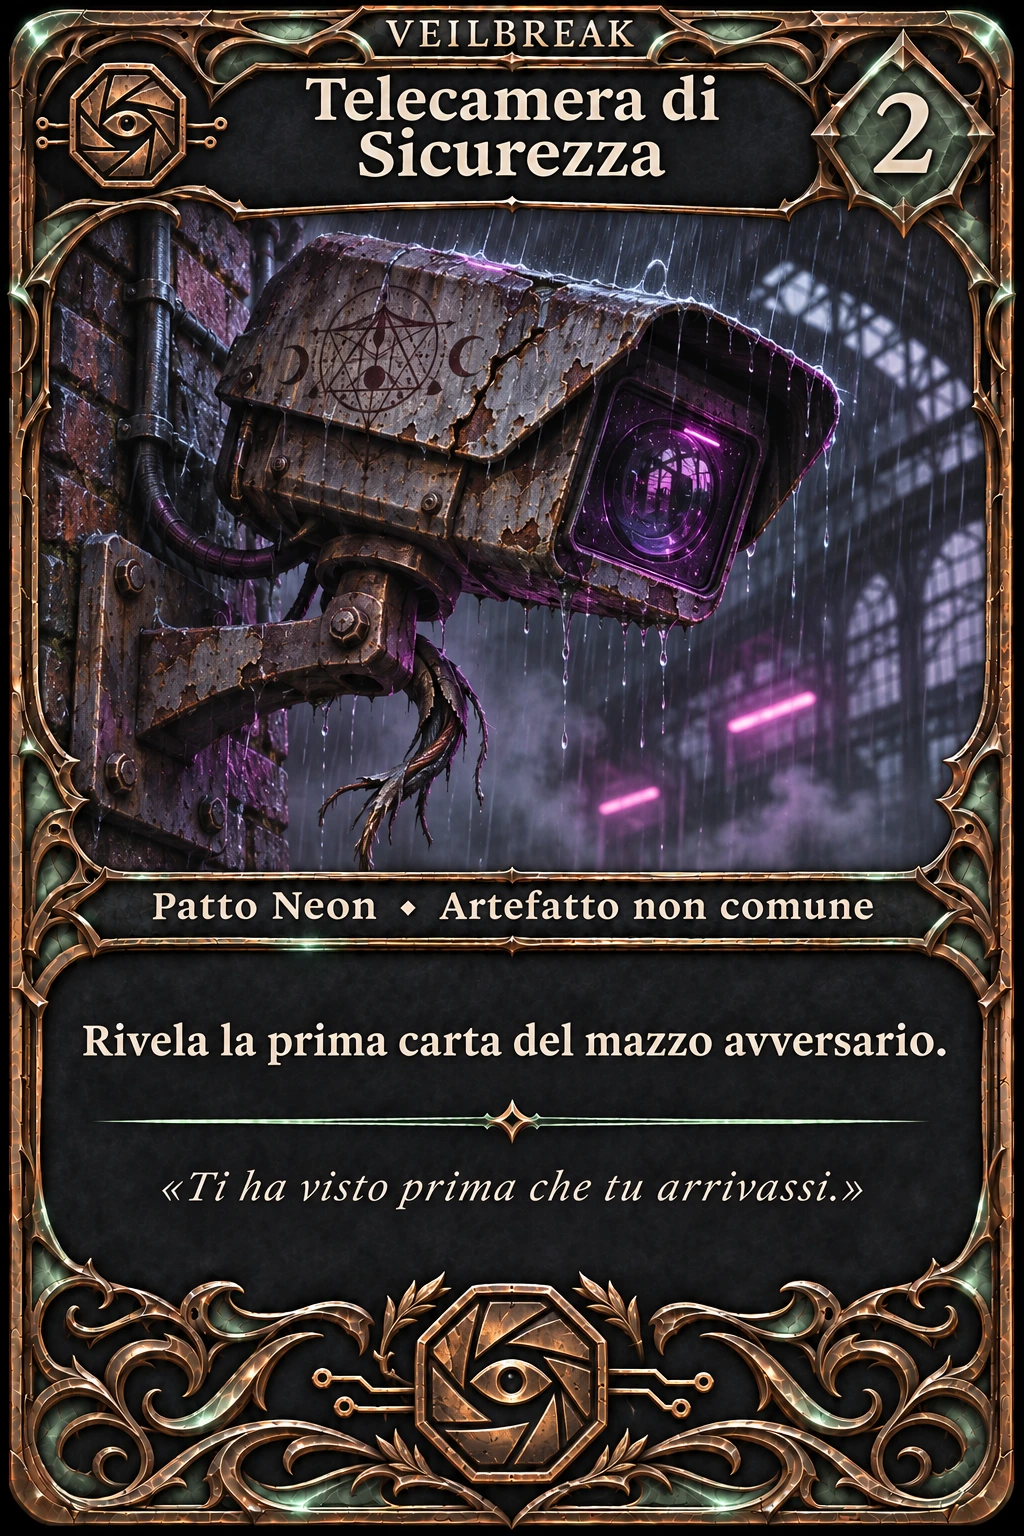 VEILBREAK
Telecamera di
Sicurezza
2
Patto Neon ◆ Artefatto non comune
Rivela la prima carta del mazzo avversario.
«Ti ha visto prima che tu arrivassi.»